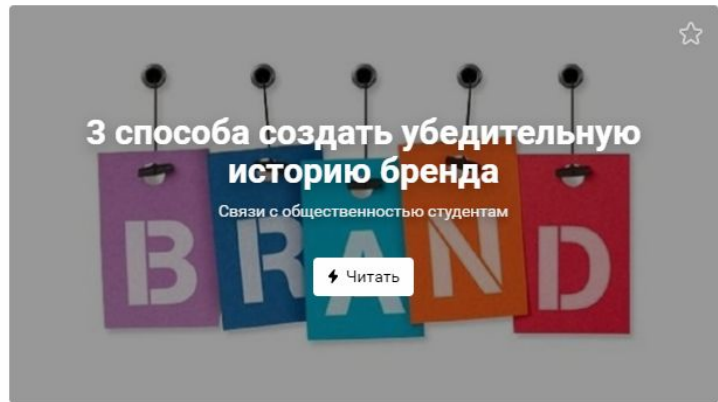 3 способа создать убедительную
историю бренда
Связи с общественностью студентам
Читать
BRAND